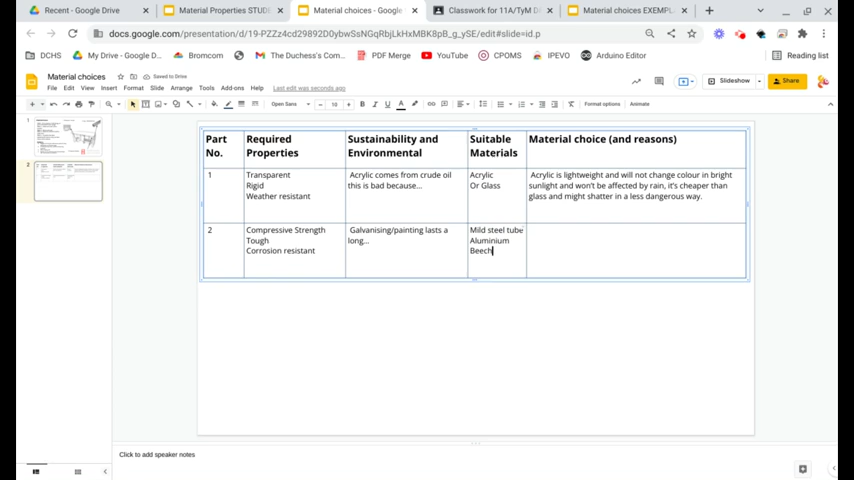 Recent - Google Drive
Material Properties STUDE
Material choices - Google
Classwork for 11A/TyM D
Material choices EXEMPL
docs.google.com/presentation/d/19-PZZz4cd29892D0ybwSsNGqRbjLkHxMBK8pB_g_ySE/edit#slide=id.p
DCHS
My Drive - Google D...
Bromcom
The Duchess's Com...
PDF Merge
YouTube
CPOMS
IPEVO
Arduino Editor
Reading list
Material choices
Saved to Drive
File Edit View Insert Format Slide Arrange Tools Add-ons Help Last edit was seconds ago
Slideshow
Share
Open Sans
10
Format options
Animate
Part No.
Required Properties
Sustainability and Environmental
Suitable Materials
Material choice (and reasons)
1
Transparent
Rigid
Weather resistant
Acrylic comes from crude oil
this is bad because...
Acrylic
Or Glass
Acrylic is lightweight and will not change colour in bright
sunlight and won't be affected by rain, it's cheaper than
glass and might shatter in a less dangerous way.
2
Compressive Strength
Tough
Corrosion resistant
Galvanising/painting lasts a
long...
Mild steel tube
Aluminium
Beech
Click to add speaker notes